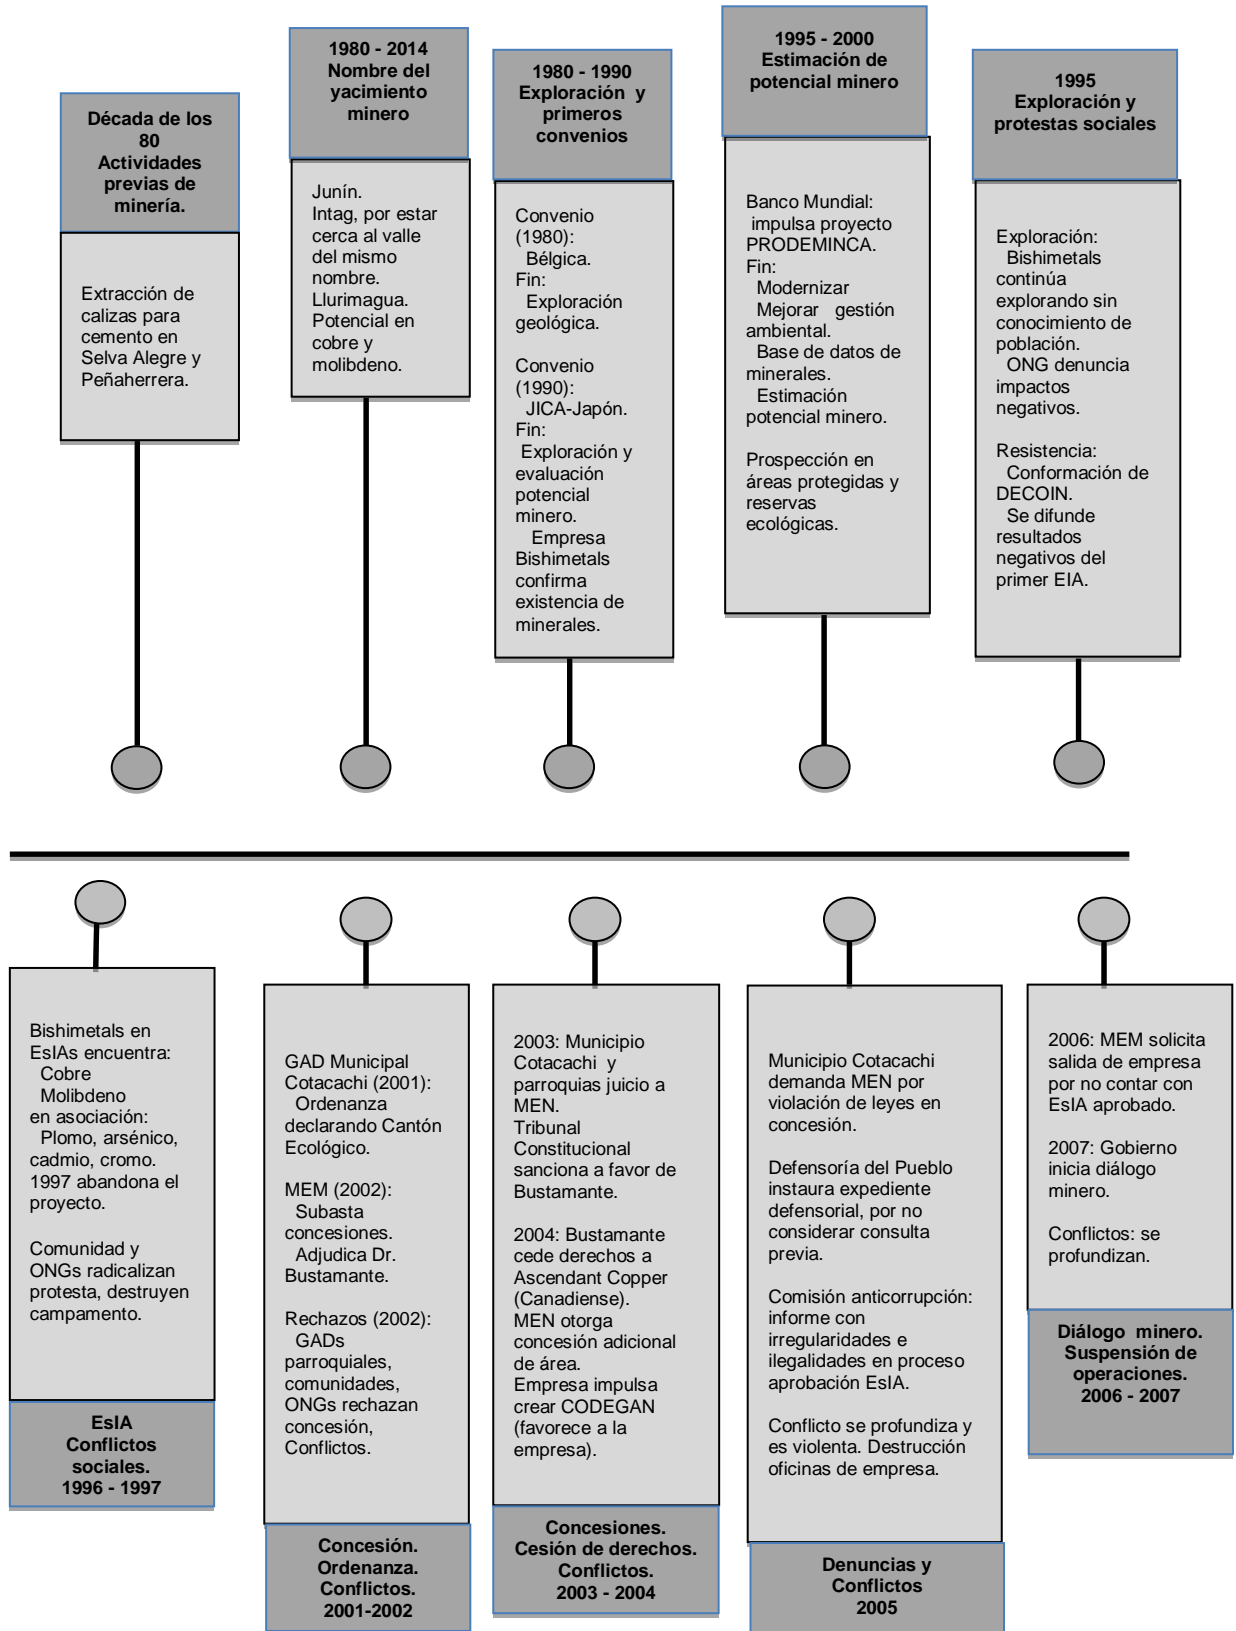 Década de los
80
Actividades
previas de
minería.
Extracción de
calizas para
cemento en
Selva Alegre y
Peñaherrera.
1980 - 2014
Nombre del
yacimiento
minero
Junín.
Intag, por estar
cerca al valle
del mismo
nombre.
Llurimagua.
Potencial en
cobre y
molibdeno.
1980 - 1990
Exploración y
primeros
convenios
Convenio
(1980):
Bélgica.
Fin:
Exploración
geológica.
Convenio
(1990):
JICA-Japón.
Fin:
Exploración y
evaluación
potencial
minero.
Empresa
Bishimetals
confirma
existencia de
minerales.
1995 - 2000
Estimación de
potencial minero
Banco Mundial:
impulsa proyecto
PRODEMINCA.
Fin:
Modernizar
Mejorar gestión
ambiental.
Base de datos de
minerales.
Estimación
potencial minero.
Prospección en
áreas protegidas y
reservas
ecológicas.
1995
Exploración y
protestas sociales
Exploración:
Bishimetals
continúa
explorando sin
conocimiento de
población.
ONG denuncia
impactos
negativos.
Resistencia:
Conformación de
DECOIN.
Se difunde
resultados
negativos del
primer EIA.
Bishimetals en
EsIAs encuentra:
Cobre
Molibdeno
en asociación:
Plomo, arsénico,
cadmio, cromo.
1997 abandona el
proyecto.
Comunidad y
ONGs radicalizan
protesta, destruyen
campamento.
EsIA
Conflictos
sociales.
1996 - 1997
GAD Municipal
Cotacachi (2001):
Ordenanza
declarando Cantón
Ecológico.
MEM (2002):
Subasta
concesiones.
Adjudica Dr.
Bustamante.
Rechazos (2002):
GADs
parroquiales,
comunidades,
ONGs rechazan
concesión,
Conflictos.
Concesión.
Ordenanza.
Conflictos.
2001-2002
2003: Municipio
Cotacachi y
parroquias juicio a
MEN.
Tribunal
Constitucional
sanciona a favor de
Bustamante.
2004: Bustamante
cede derechos a
Ascendant Copper
(Canadiense).
MEN otorga
concesión adicional
de área.
Empresa impulsa
crear CODEGAN
(favorece a la
empresa).
Concesiones.
Cesión de derechos.
Conflictos.
2003 - 2004
Municipio Cotacachi
demanda MEN por
violación de leyes en
concesión.
Defensoría del Pueblo
instaura expediente
defensorial, por no
considerar consulta
previa.
Comisión anticorrupción:
informe con
irregularidades e
ilegalidades en proceso
aprobación EsIA.
Conflicto se profundiza y
es violenta. Destrucción
oficinas de empresa.
Denuncias y
Conflictos
2005
2006: MEM solicita
salida de empresa
por no contar con
EsIA aprobado.
2007: Gobierno
inicia diálogo
minero.
Conflictos: se
profundizan.
Diálogo minero.
Suspensión de
operaciones.
2006 - 2007